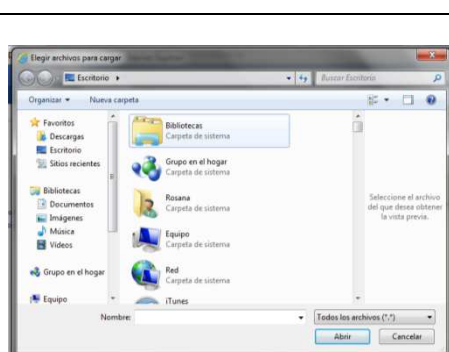 Elegir archivos para cargar
Escritorio
Buscar Escritorio
Organizar
Nueva carpeta
Favoritos
Descargas
Escritorio
Sitios recientes
Bibliotecas
Documentos
Imágenes
Música
Vídeos
Grupo en el hogar
Equipo
Bibliotecas
Carpeta de sistema
Grupo en el hogar
Carpeta de sistema
Rosana
Carpeta de sistema
Equipo
Carpeta de sistema
Red
Carpeta de sistema
iTunes
Seleccione el archivo
del que desea obtener
la vista previa.
Nombre:
Todos los archivos (*.*)
Abrir
Cancelar